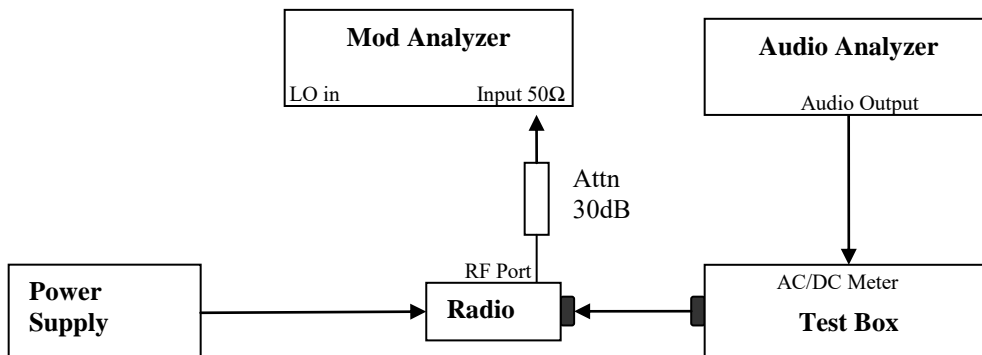 Mod Analyzer
LO in Input 50Ω
Audio Analyzer
Audio Output
Attn
30dB
RF Port
Radio
Power
Supply
AC/DC Meter
Test Box